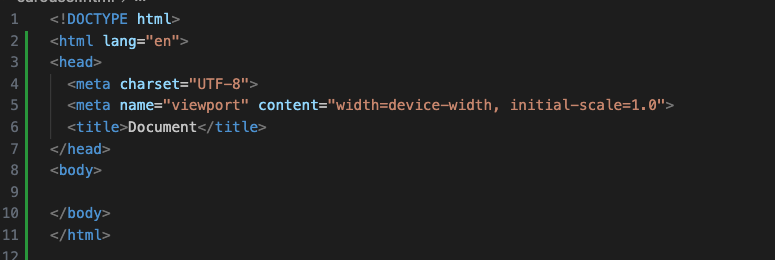 1 <!DOCTYPE html>
2 <html lang="en">
3 <head>
4   <meta charset="UTF-8">
5   <meta name="viewport" content="width=device-width, initial-scale=1.0">
6   <title>Document</title>
7 </head>
8 <body>
9
10 </body>
11 </html>
12